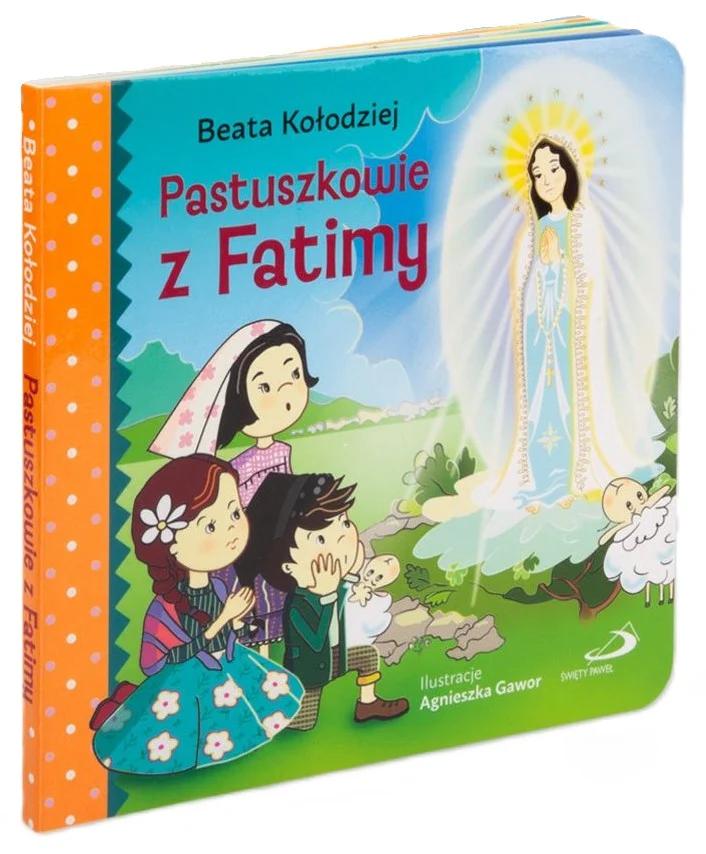 Beata Kołodziej
Pastuszkowie
z Fatimy
Ilustracje
Agnieszka Gawor
ŚWIĘTY PAWEŁ
Beata Kołodziej Pastuszkowie z Fatimy